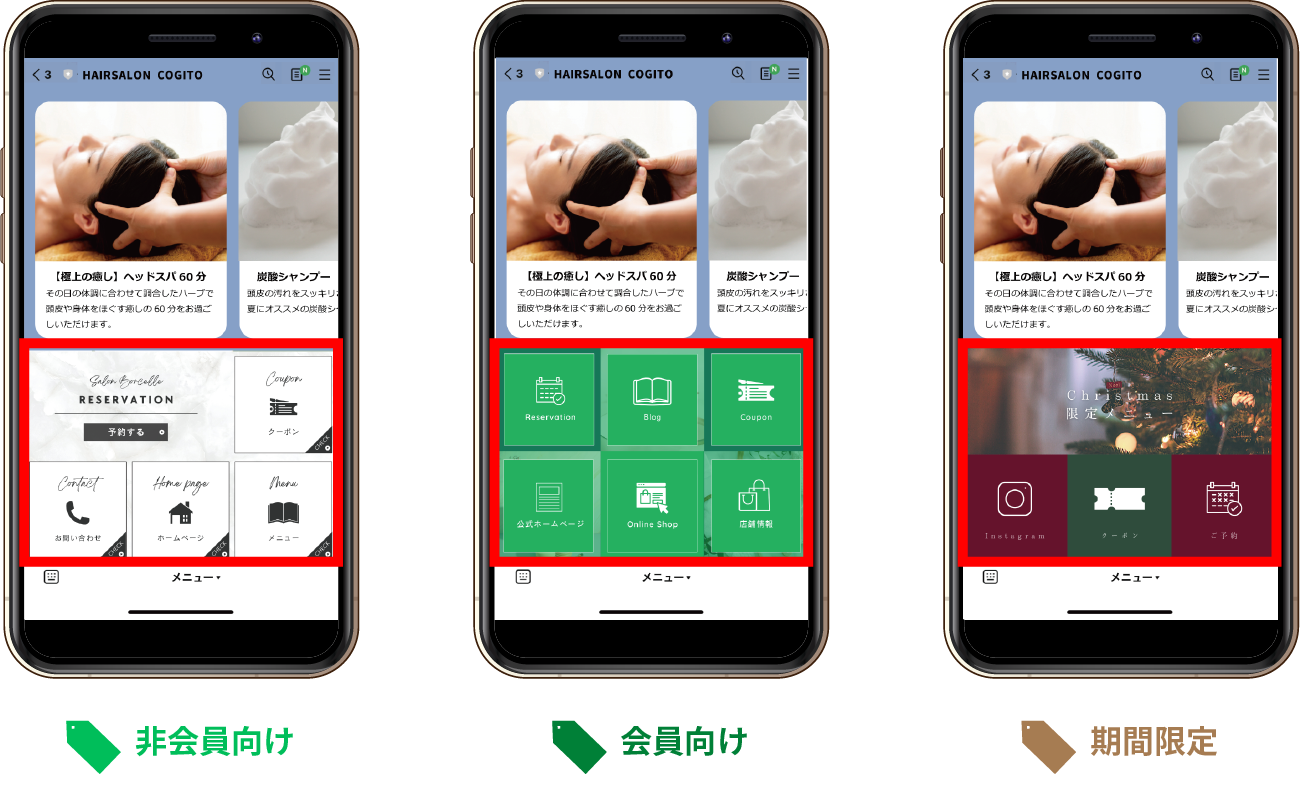 3 HAIRSALON COGITO N
【極上の癒し】ヘッドスパ 60 分
その日の体調に合わせて調合したハーブで
頭皮や身体をほぐす癒しの 60 分をお過ご
しいただけます。
炭酸シャンプー
頭皮の汚れをスッキリ
夏にオススメの炭酸シ
Salon Borcelle
RESERVATION
予約する
Coupon
クーポン
CHECK
Contact
お問い合わせ
CHECK
Home page
ホームページ
CHECK
Menu
メニュー
CHECK
メニュー▾
非会員向け
3 HAIRSALON COGITO N
【極上の癒し】ヘッドスパ 60 分
その日の体調に合わせて調合したハーブで
頭皮や身体をほぐす癒しの 60 分をお過ご
しいただけます。
炭酸シャンプー
頭皮の汚れをスッキリ
夏にオススメの炭酸シ
Reservation
Blog
Coupon
公式ホームページ
Online Shop
店舗情報
メニュー▾
会員向け
3 HAIRSALON COGITO N
【極上の癒し】ヘッドスパ 60 分
その日の体調に合わせて調合したハーブで
頭皮や身体をほぐす癒しの 60 分をお過ご
しいただけます。
炭酸シャンプー
頭皮の汚れをスッキリ
夏にオススメの炭酸シ
Christmas
限定メニュー
Instagram
クーポン
ご予約
メニュー▾
期間限定